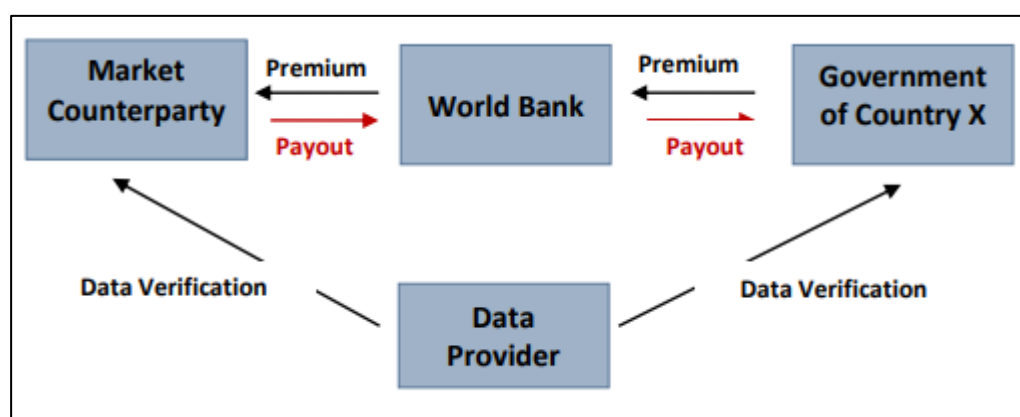 Market
Counterparty
Premium
Payout
World Bank
Premium
Payout
Government
of Country X
Data Verification
Data
Provider
Data Verification